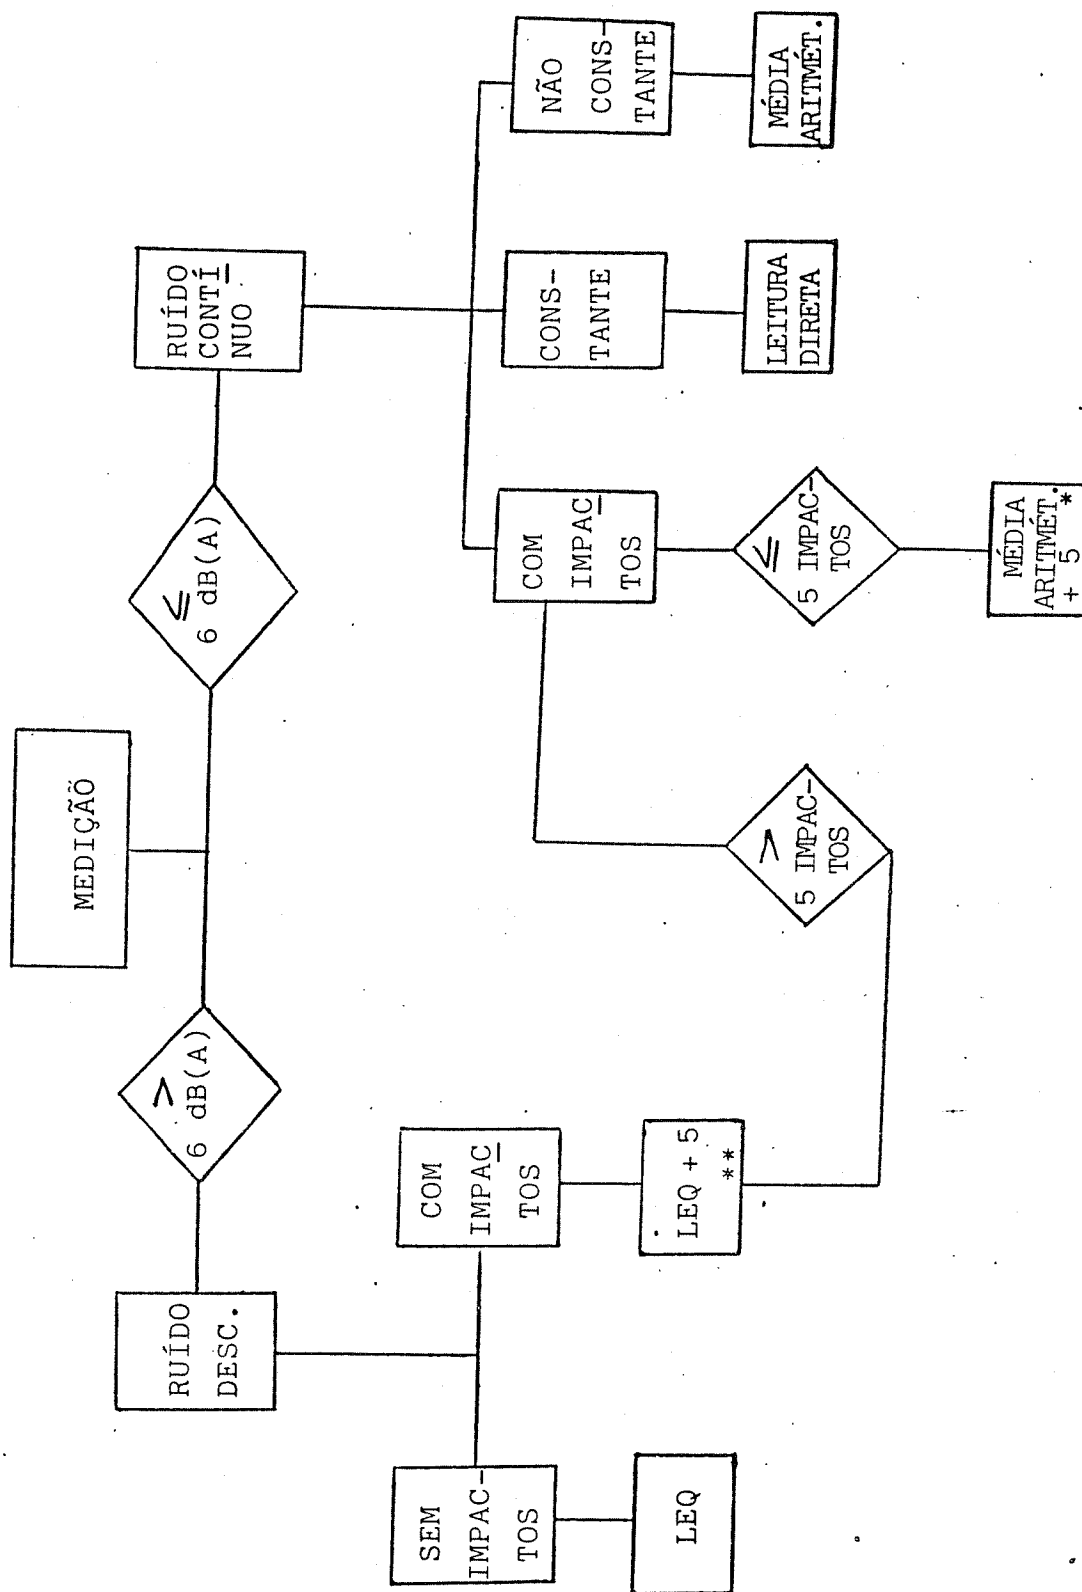 MEDIÇÃO
>
6 dB(A)
≤
6 dB(A)
RUÍDO
DESC.
RUÍDO
CONTÍ
NUO
SEM
IMPAC-
TOS
COM
IMPAC
TOS
COM
IMPAC
TOS
CONS-
TANTE
NÃO
CONS-
TANTE
LEQ
LEQ + 5
**
>
5 IMPAC-
TOS
≤
5 IMPAC-
TOS
LEITURA
DIRETA
MÉDIA
ARITMÉT.
MÉDIA
ARITMÉT.
+ 5 *